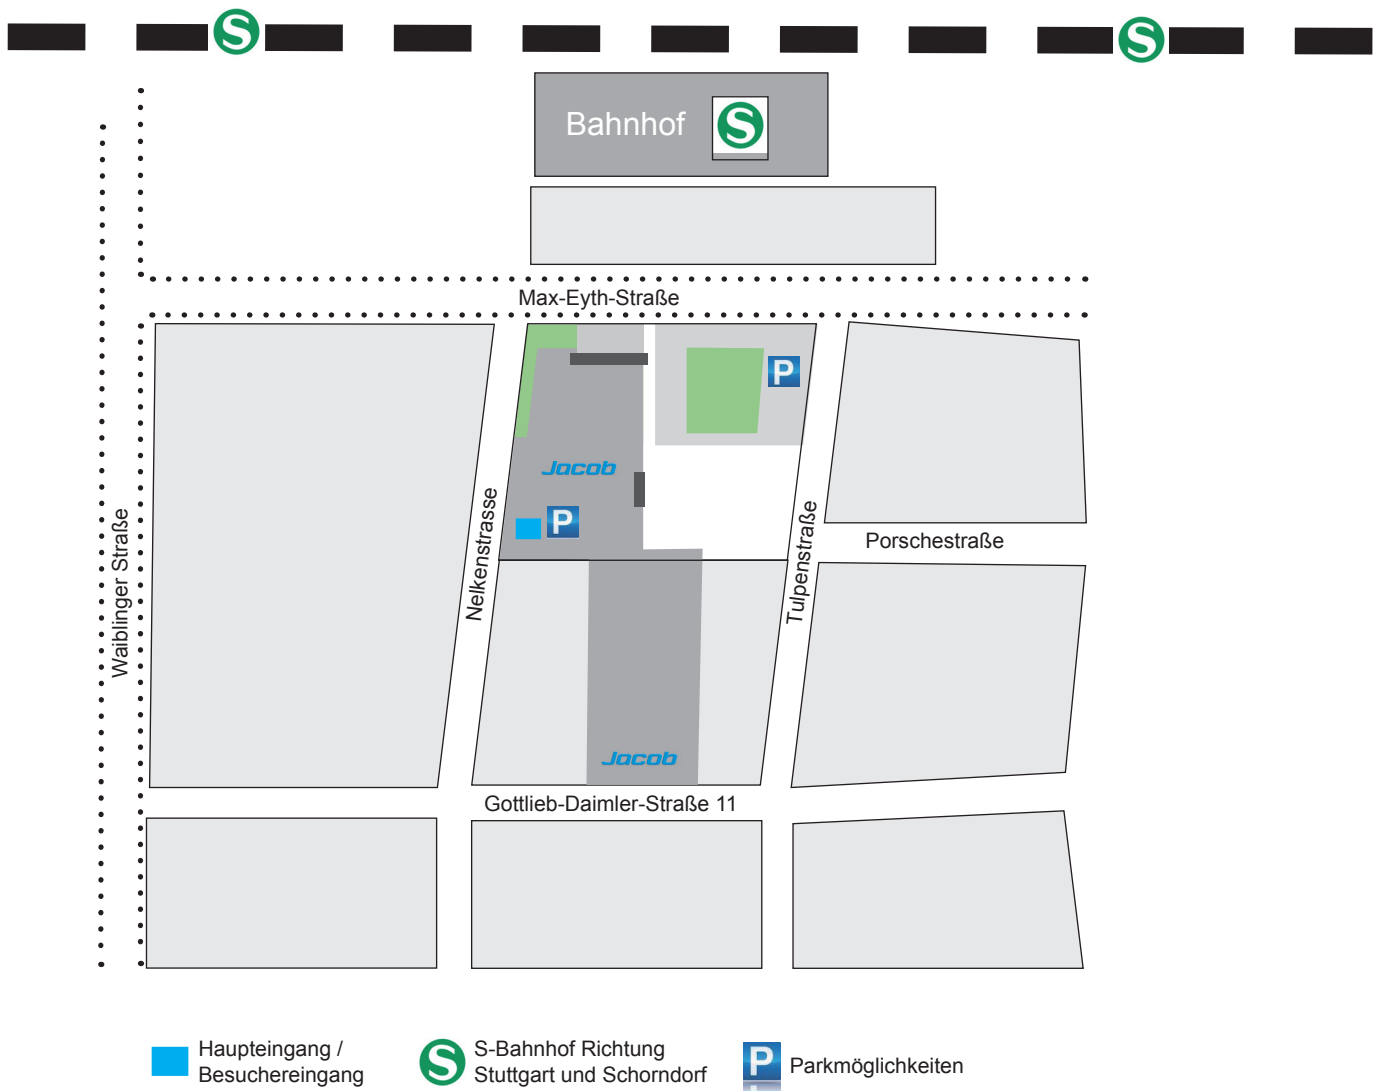 S
S
Bahnhof S
Max-Eyth-Straße
P
Jacob
P
Nelkenstrasse
Waiblinger Straße
Tulpenstraße
Porschestraße
Jacob
Gottlieb-Daimler-Straße 11
Haupteingang /
Besuchereingang
S
S-Bahnhof Richtung
Stuttgart und Schorndorf
P
Parkmöglichkeiten